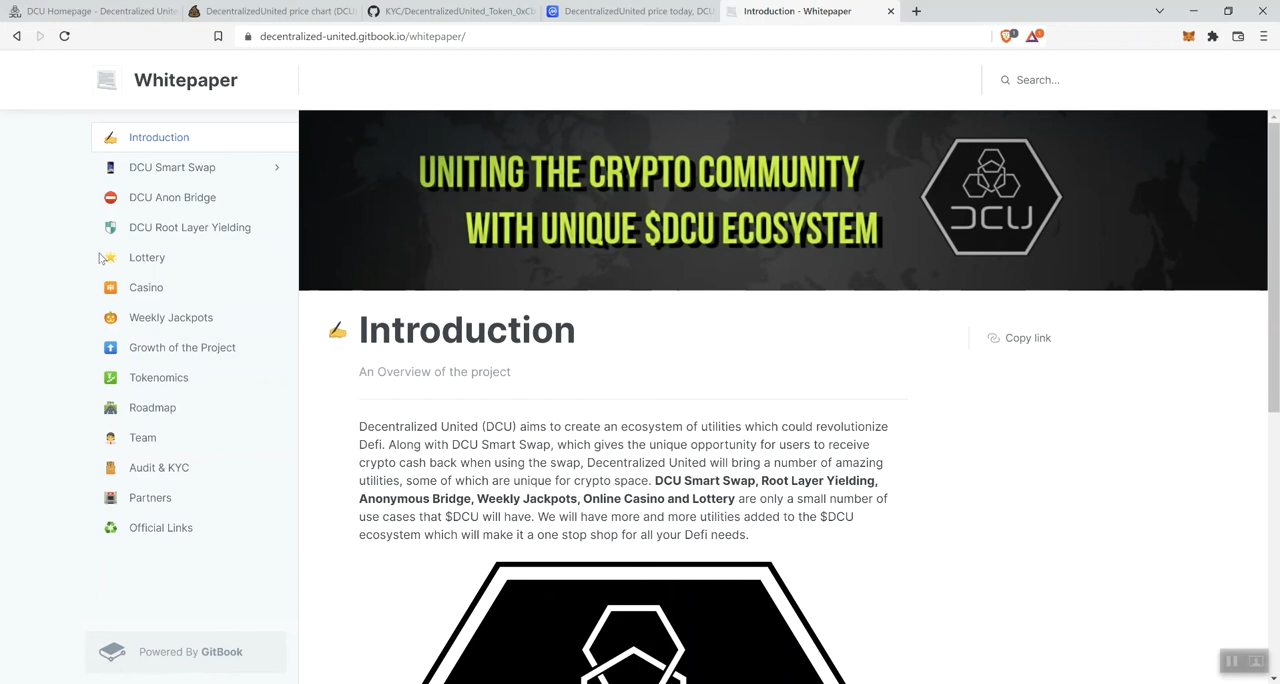 DCU Homepage - Decentralized Unite
DecentralizedUnited price chart (DCU
KYC/DecentralizedUnited_Token_0xCb
DecentralizedUnited price today, DCU
Introduction - Whitepaper
decentralized-united.gitbook.io/whitepaper/
Whitepaper
Search...
Introduction
DCU Smart Swap
DCU Anon Bridge
DCU Root Layer Yielding
Lottery
Casino
Weekly Jackpots
Growth of the Project
Tokenomics
Roadmap
Team
Audit & KYC
Partners
Official Links
Powered By GitBook
UNITING THE CRYPTO COMMUNITY
WITH UNIQUE $DCU ECOSYSTEM
DCU
Introduction
Copy link
An Overview of the project
Decentralized United (DCU) aims to create an ecosystem of utilities which could revolutionize
Defi. Along with DCU Smart Swap, which gives the unique opportunity for users to receive
crypto cash back when using the swap, Decentralized United will bring a number of amazing
utilities, some of which are unique for crypto space. DCU Smart Swap, Root Layer Yielding,
Anonymous Bridge, Weekly Jackpots, Online Casino and Lottery are only a small number of
use cases that $DCU will have. We will have more and more utilities added to the $DCU
ecosystem which will make it a one stop shop for all your Defi needs.